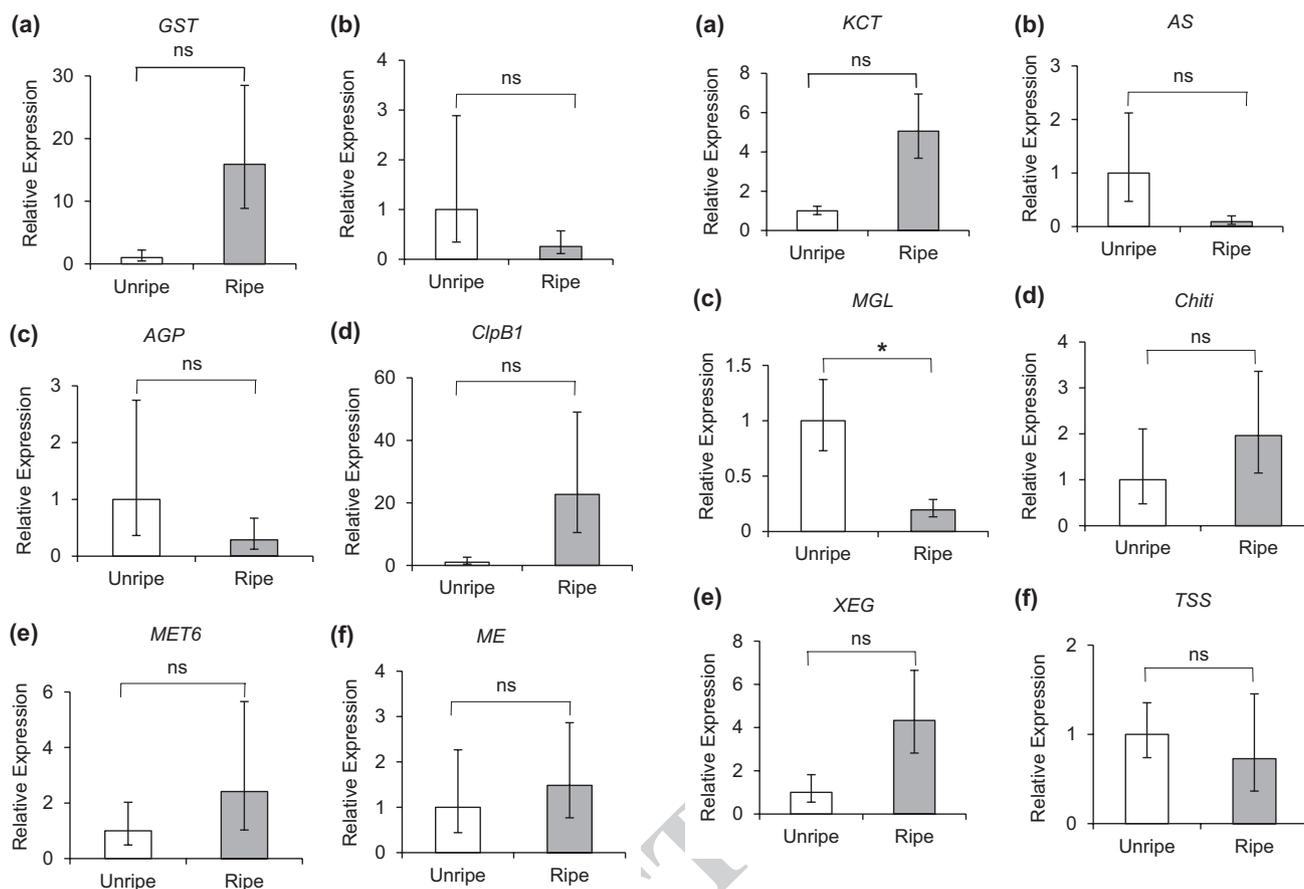 (a)
GST
ns
Relative Expression
30
20
10
0
Unripe Ripe
(b)
ns
Relative Expression
4
3
2
1
0
Unripe Ripe
(c)
AGP
ns
Relative Expression
3
2
1
0
Unripe Ripe
(d)
ClpB1
ns
Relative Expression
60
40
20
0
Unripe Ripe
(e)
MET6
ns
Relative Expression
6
4
2
0
Unripe Ripe
(f)
ME
ns
Relative Expression
4
3
2
1
0
Unripe Ripe
(a)
KCT
ns
Relative Expression
8
6
4
2
0
Unripe Ripe
(b)
AS
ns
Relative Expression
3
2
1
0
Unripe Ripe
(c)
MGL
*
Relative Expression
1.5
1
0.5
0
Unripe Ripe
(d)
Chiti
ns
Relative Expression
4
3
2
1
0
Unripe Ripe
(e)
XEG
ns
Relative Expression
8
6
4
2
0
Unripe Ripe
(f)
TSS
ns
Relative Expression
2
1
0
Unripe Ripe